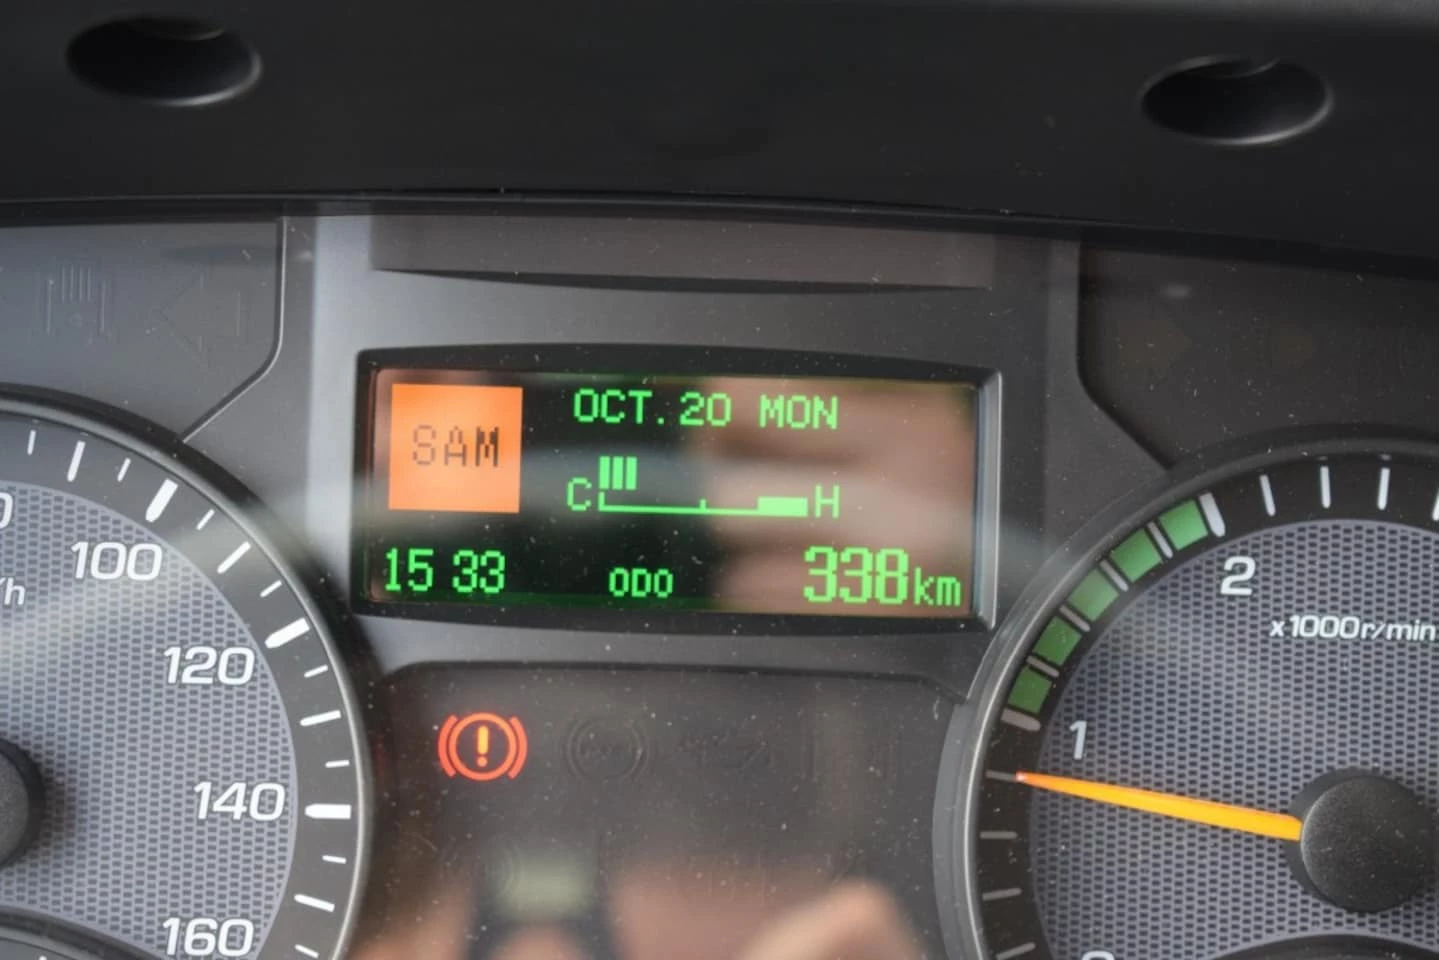 OCT. 20 MON
SAM
C H
15 33 ODO 338km
100
120
140
160
2
x1000r/min
1